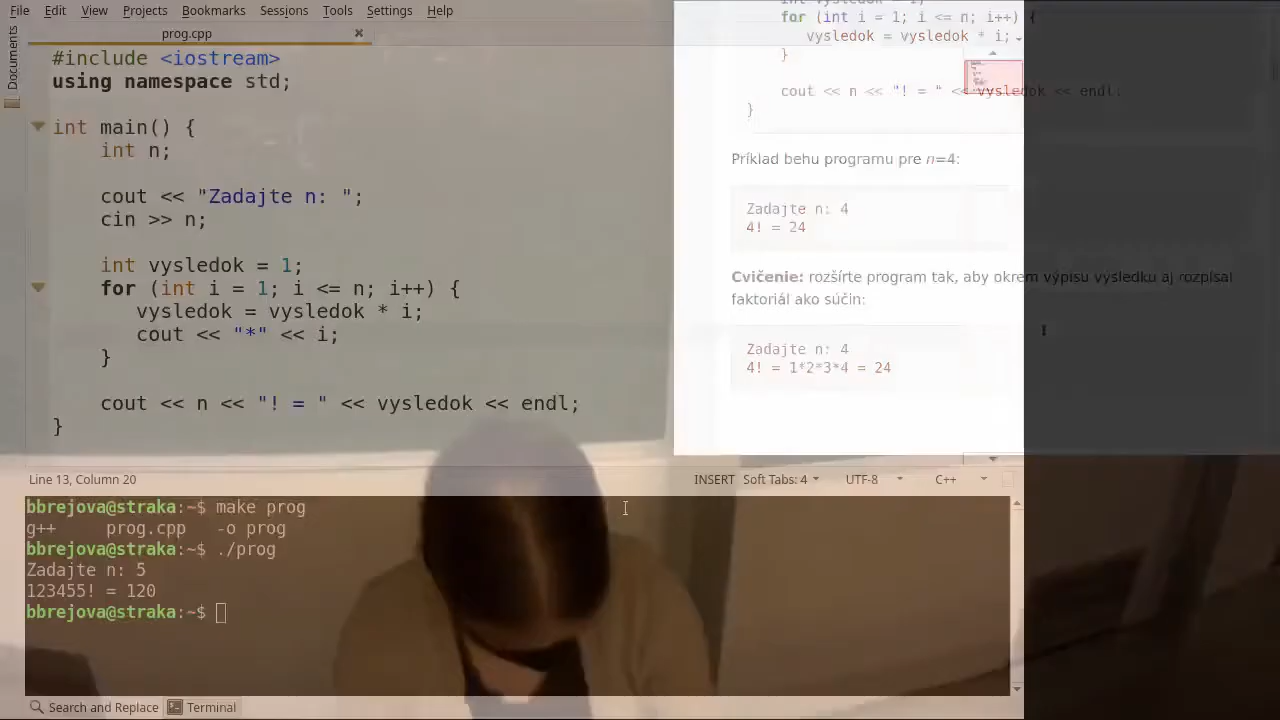 File Edit View Projects Bookmarks Sessions Tools Settings Help
Documents
prog.cpp
#include <iostream>
using namespace std;
int main() {
int n;
cout << "Zadajte n: ";
cin >> n;
int vysledok = 1;
for (int i = 1; i <= n; i++) {
vysledok = vysledok * i;
cout << "*" << i;
}
cout << n << "! = " << vysledok << endl;
}
Line 13, Column 20
INSERT Soft Tabs: 4 UTF-8 C++
bbrejova@straka:~$ make prog
g++ prog.cpp -o prog
bbrejova@straka:~$ ./prog
Zadajte n: 5
123455! = 120
bbrejova@straka:~$
Search and Replace Terminal
for (int i = 1; i <= n; i++) {
vysledok = vysledok * i;
}
cout << n << "! = " << vysledok << endl;
}
Príklad behu programu pre n=4:
Zadajte n: 4
4! = 24
Cvičenie: rozšírte program tak, aby okrem výpisu výsledku aj rozpísal
faktoriál ako súčin:
Zadajte n: 4
4! = 1*2*3*4 = 24